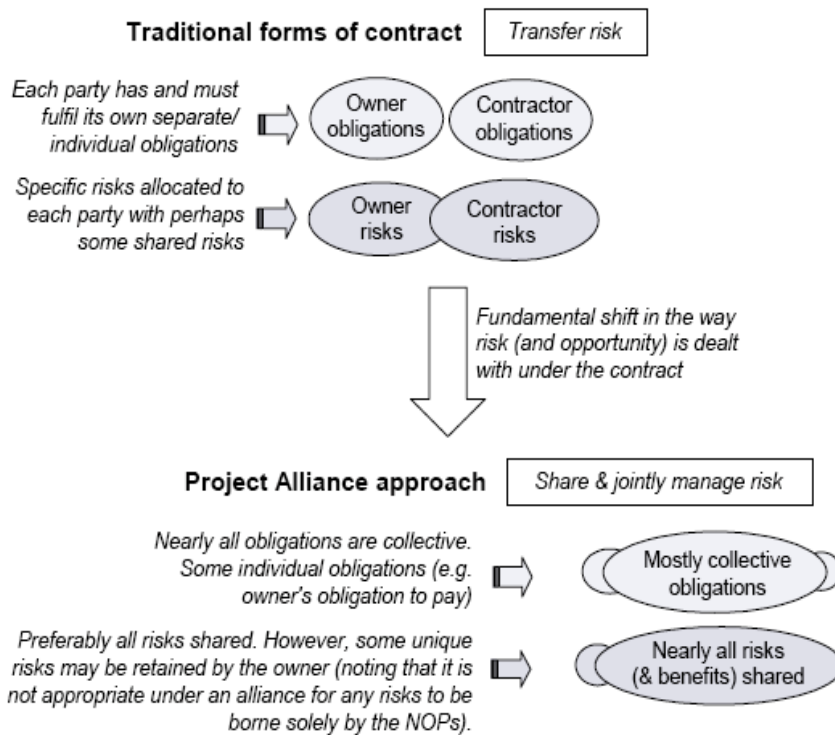 Traditional forms of contract
Transfer risk
Each party has and must
fulfil its own separate/
individual obligations
Owner
obligations
Contractor
obligations
Specific risks allocated to
each party with perhaps
some shared risks
Owner
risks
Contractor
risks
Fundamental shift in the way
risk (and opportunity) is dealt
with under the contract
Project Alliance approach
Share & jointly manage risk
Nearly all obligations are collective.
Some individual obligations (e.g.
owner's obligation to pay)
Mostly collective
obligations
Preferably all risks shared. However, some unique
risks may be retained by the owner (noting that it is
not appropriate under an alliance for any risks to be
borne solely by the NOPs).
Nearly all risks
(& benefits) shared